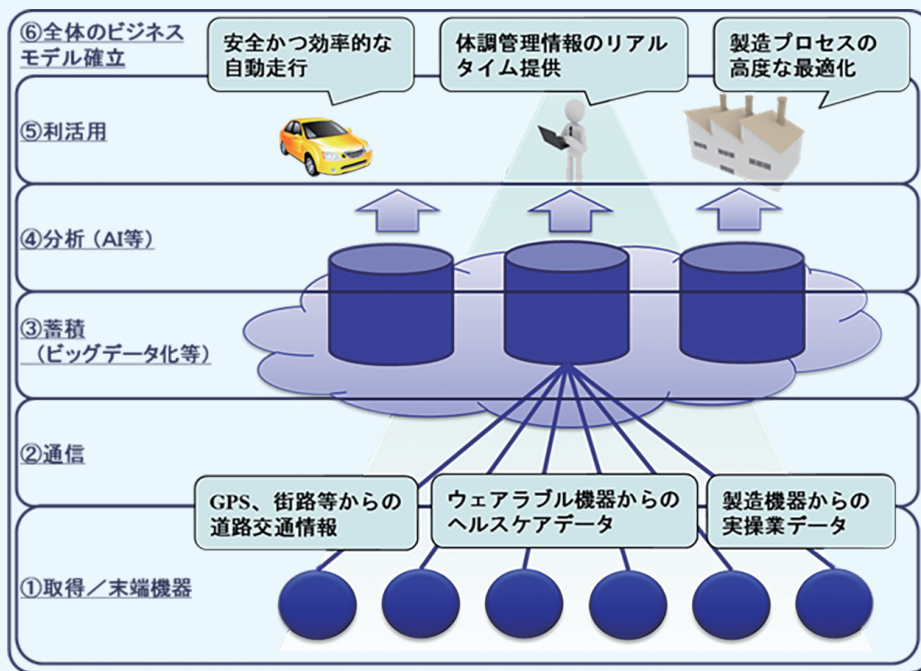 ⑥全体のビジネス
モデル確立
安全かつ効率的な
自動走行
体調管理情報のリアル
タイム提供
製造プロセスの
高度な最適化
⑤利活用
④分析（AI等）
③蓄積
（ビッグデータ化等）
②通信
GPS、街路等からの
道路交通情報
ウェアラブル機器からの
ヘルスケアデータ
製造機器からの
実操業データ
①取得／末端機器